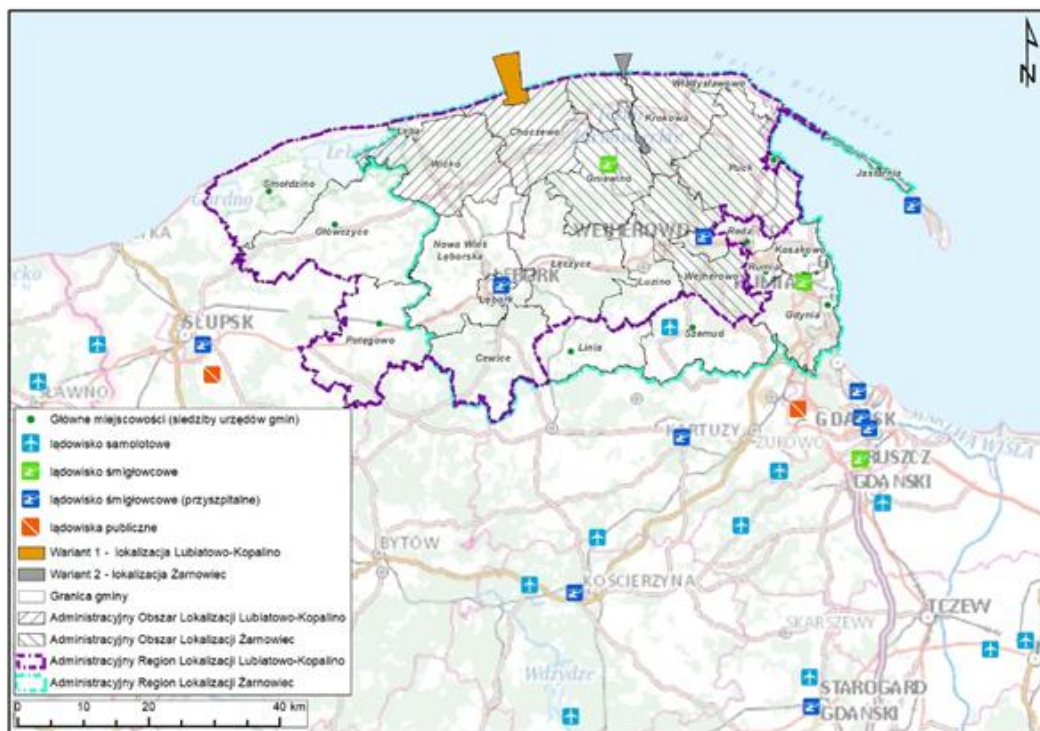 Łeba
Choczewo
Krokowa
Władysławowo
Wicko
Puck
Gniewino
Jastarnia
Smołdzino
Główczyce
WEJHEROWO
Reda
Kosakowo
Nowa Wieś
Lęborska
Łęczyce
Rumia
Wejherowo
LĘBORK
Luzino
Lębork
Gdynia
SŁUPSK
Potęgowo
Szemud
Cewice
Linia
SŁAWNO
GDAŃSK
KARTUZY
ŻUKOWO
PRUSZCZ
GDAŃSKI
BYTÓW
KOŚCIERZYNA
TCZEW
SKARSZEWY
Wdzydze
STAROGARD
GDAŃSKI
Główne miejscowości (siedziby urzędów gmin)
lądowisko samolotowe
lądowisko śmigłowcowe
lądowisko śmigłowcowe (przyszpitalne)
lądowiska publiczne
Wariant 1 - lokalizacja Lubiatowo-Kopalino
Wariant 2 - lokalizacja Żarnowiec
Granica gminy
Administracyjny Obszar Lokalizacji Lubiatowo-Kopalino
Administracyjny Obszar Lokalizacji Żarnowiec
Administracyjny Region Lokalizacji Lubiatowo-Kopalino
Administracyjny Region Lokalizacji Żarnowiec
0 10 20 40 km